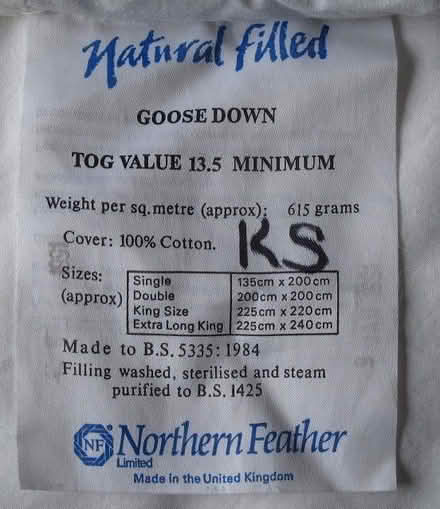 Natural filled
GOOSE DOWN
TOG VALUE 13.5 MINIMUM
Weight per sq.metre (approx): 615 grams
Cover: 100% Cotton.
KS
Sizes:
(approx)
Single 135cm x 200cm
Double 200cm x 200cm
King Size 225cm x 220cm
Extra Long King 225cm x 240cm
Made to B.S. 5335: 1984
Filling washed, sterilised and steam
purified to B.S. 1425
NF Northern Feather
Limited
Made in the United Kingdom